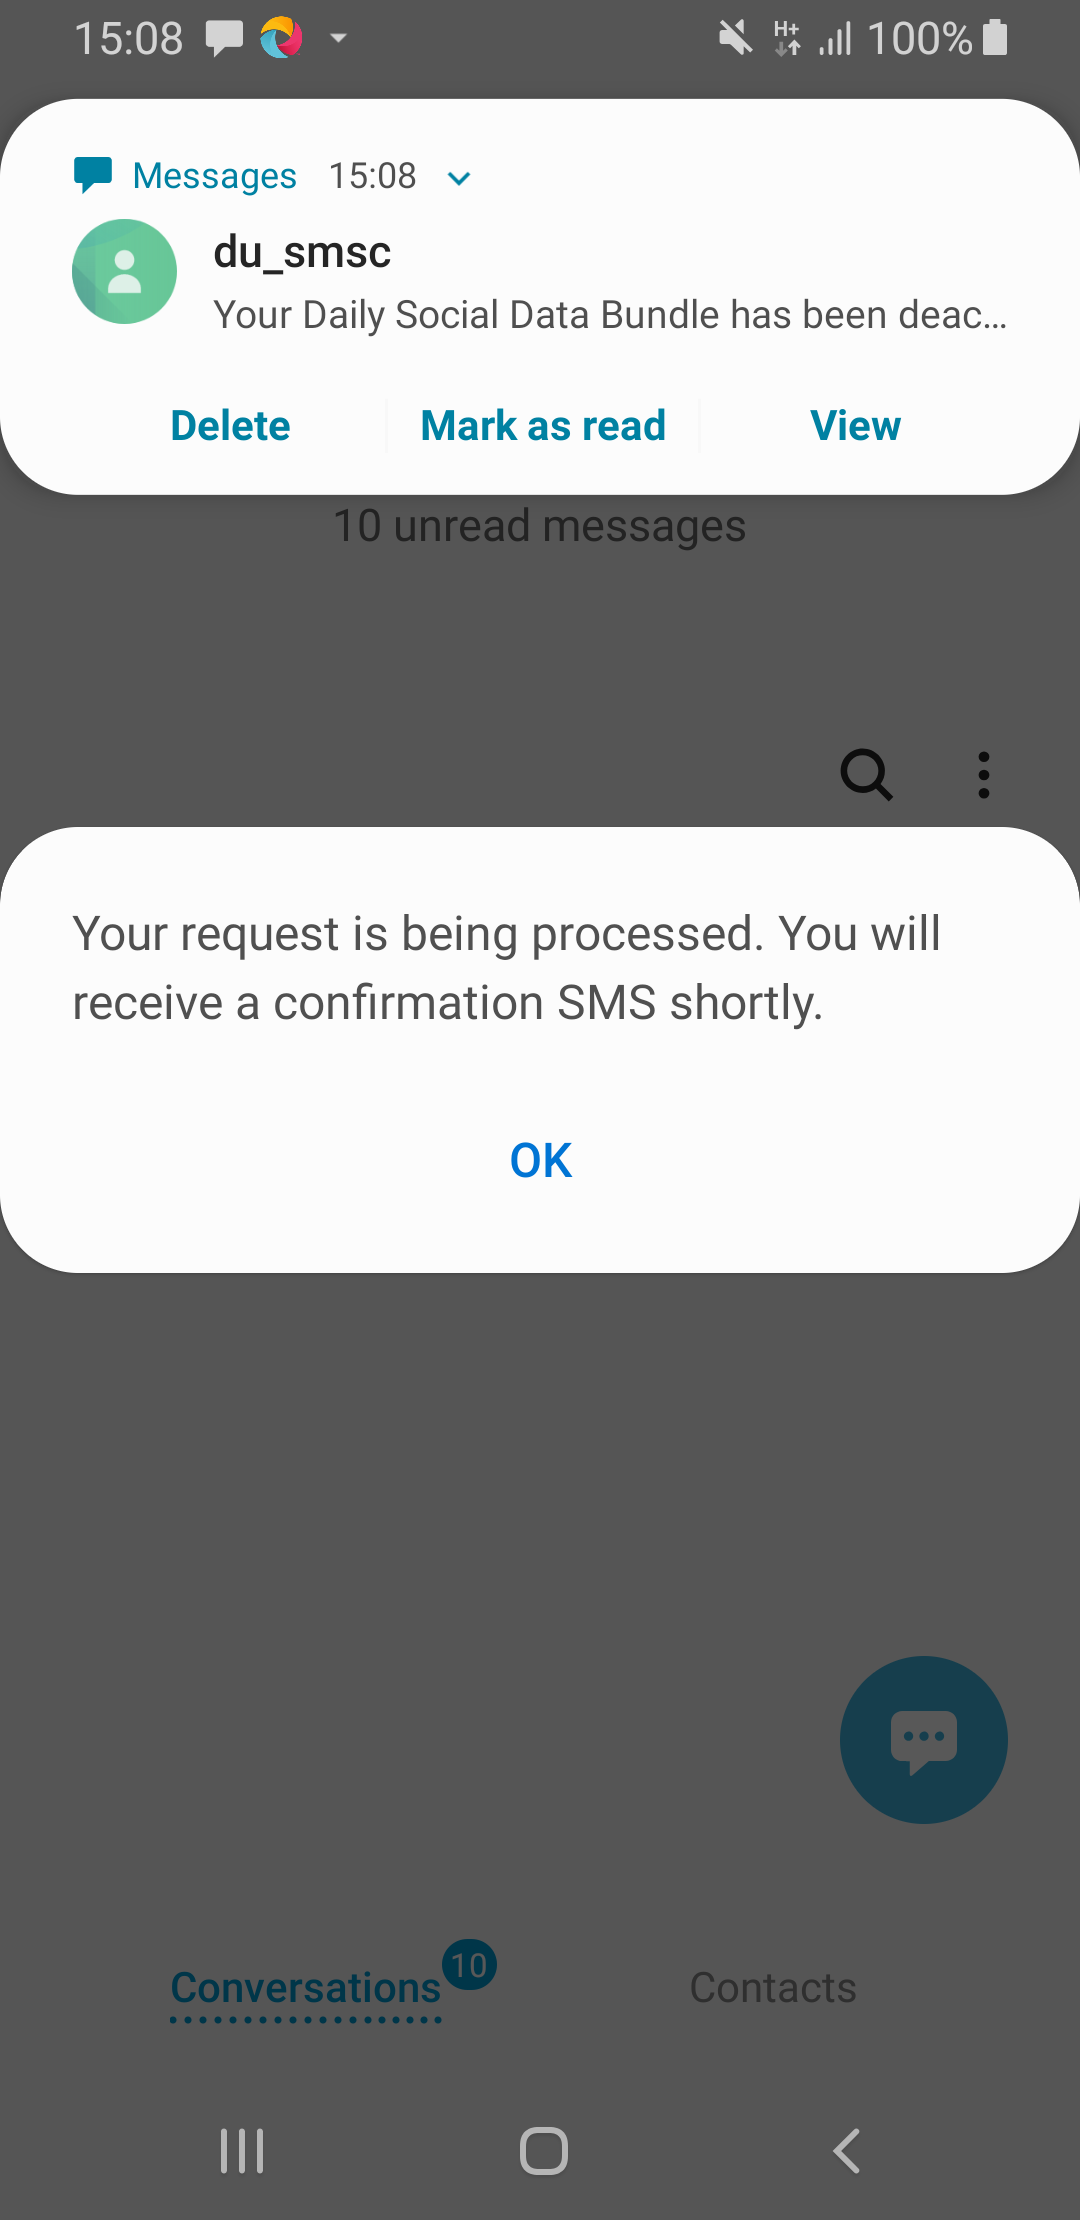 15:08
H+
100%
Messages 15:08
du_smsc
Your Daily Social Data Bundle has been deac...
Delete Mark as read View
10 unread messages
Your request is being processed. You will
receive a confirmation SMS shortly.
OK
10
Conversations Contacts